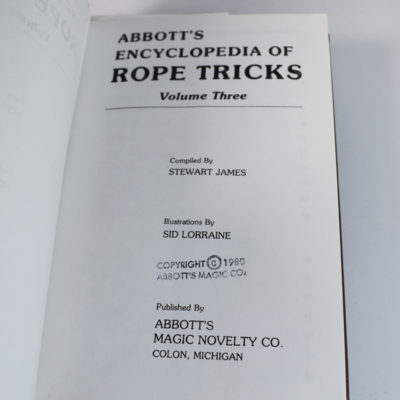 ABBOTT'S
ENCYCLOPEDIA OF
ROPE TRICKS
Volume Three
Compiled By
STEWART JAMES
Illustrations By
SID LORRAINE
COPYRIGHT © 1980
ABBOTT'S MAGIC CO.
Published By
ABBOTT'S
MAGIC NOVELTY CO.
COLON, MICHIGAN